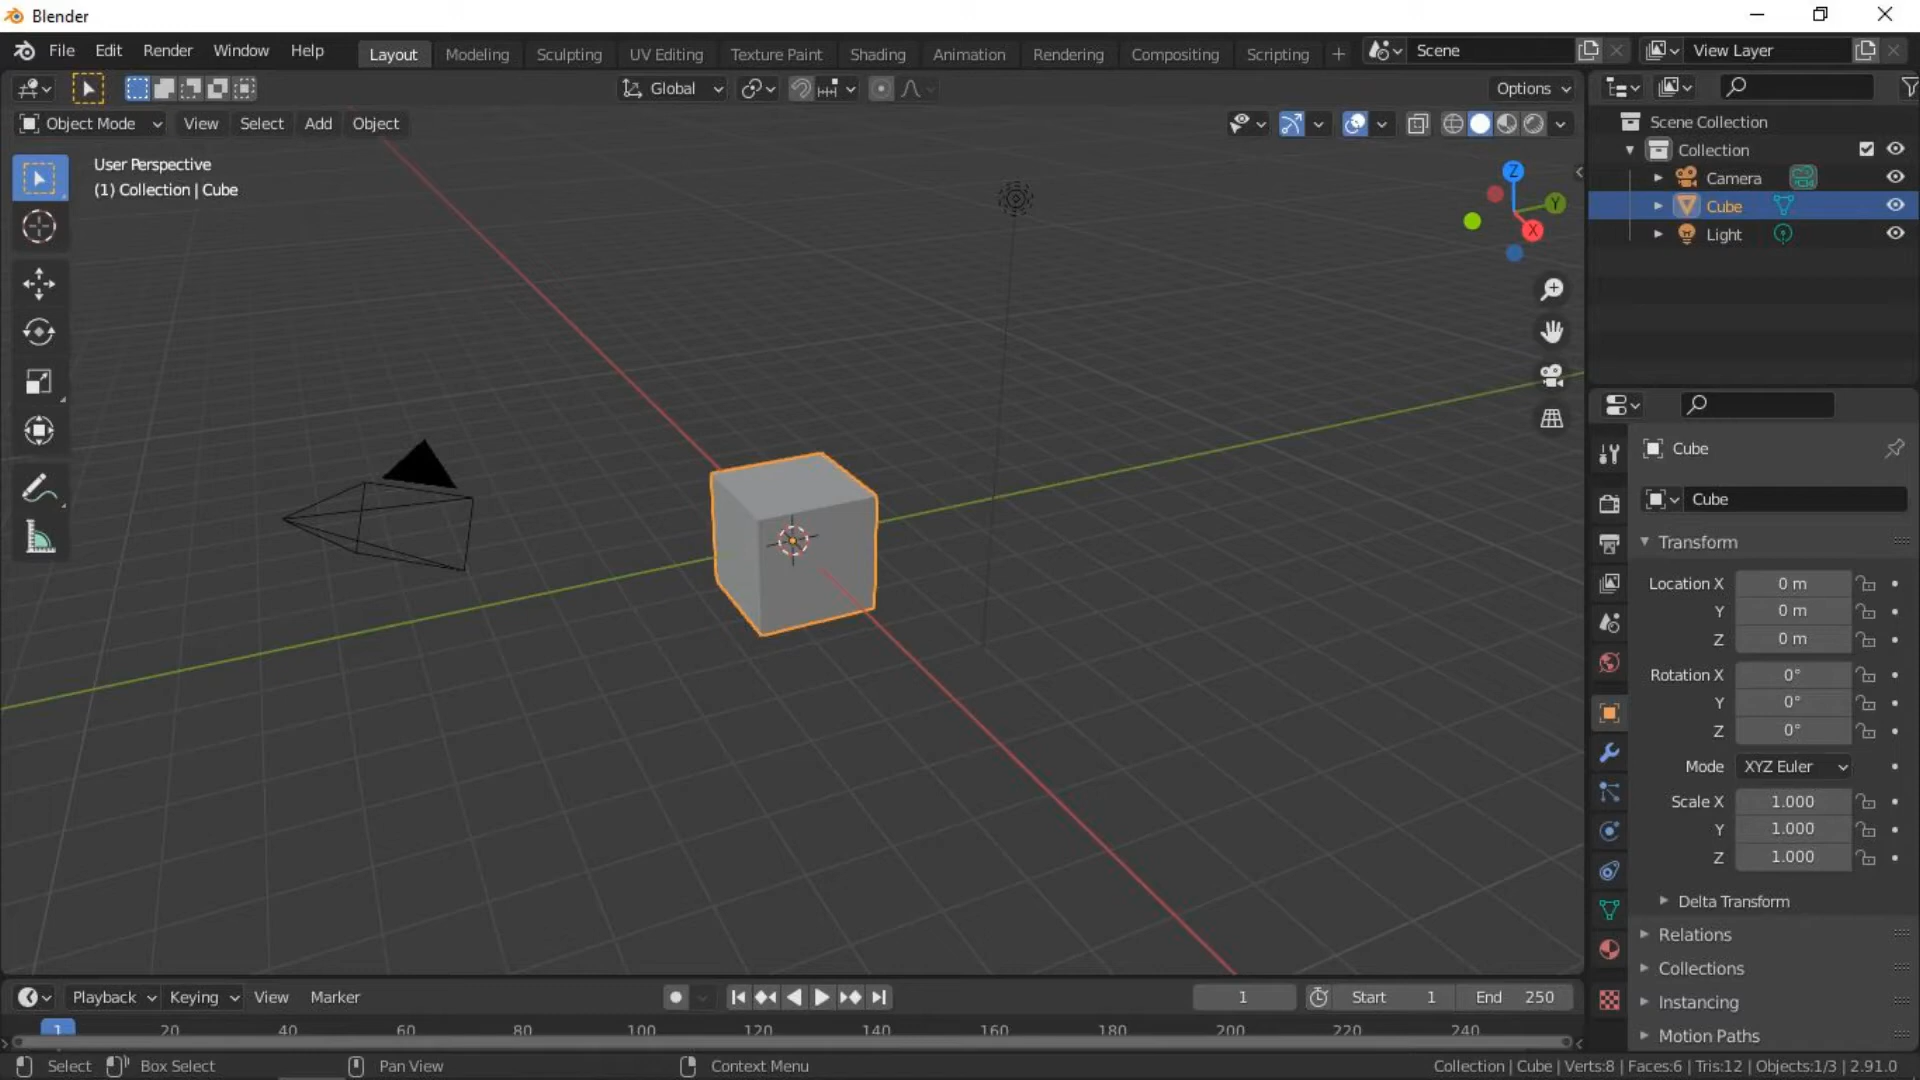 Blender
File Edit Render Window Help Layout Modeling Sculpting UV Editing Texture Paint Shading Animation Rendering Compositing Scripting + Scene View Layer
Global Options
Object Mode View Select Add Object
User Perspective
(1) Collection | Cube
Z
Y
X
Scene Collection
Collection
Camera
Cube
Light
Cube
Cube
Transform
Location X 0 m
Y 0 m
Z 0 m
Rotation X 0°
Y 0°
Z 0°
Mode XYZ Euler
Scale X 1.000
Y 1.000
Z 1.000
Delta Transform
Relations
Collections
Instancing
Motion Paths
Playback Keying View Marker 1 Start 1 End 250
1 20 40 60 80 100 120 140 160 180 200 220 240
Select Box Select Pan View Context Menu Collection | Cube | Verts:8 | Faces:6 | Tris:12 | Objects:1/3 | 2.91.0